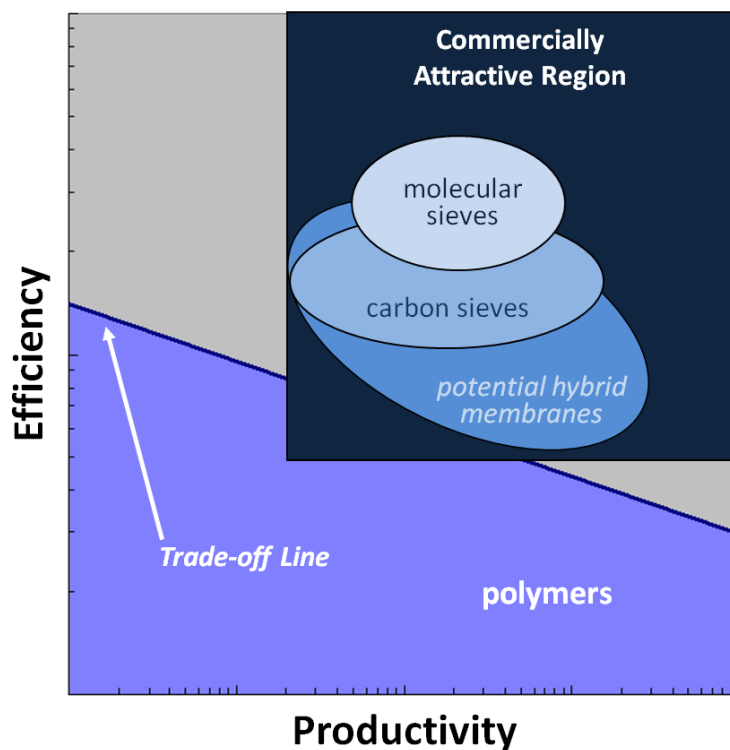 Commercially
Attractive Region
molecular
sieves
carbon sieves
potential hybrid
membranes
Efficiency
Trade-off Line
polymers
Productivity